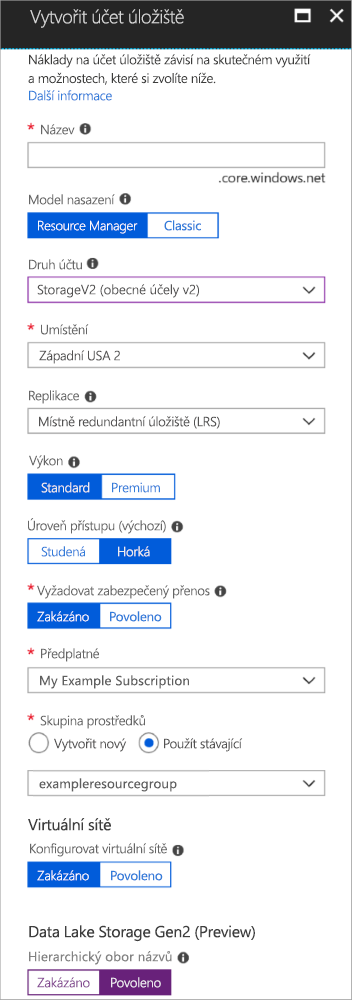 Vytvořit účet úložiště
Náklady na účet úložiště závisí na skutečném využití
a možnostech, které si zvolíte níže.
Další informace
* Název
.core.windows.net
Model nasazení
Resource Manager Classic
Druh účtu
StorageV2 (obecné účely v2)
* Umístění
Západní USA 2
Replikace
Místně redundantní úložiště (LRS)
Výkon
Standard Premium
Úroveň přístupu (výchozí)
Studená Horká
* Vyžadovat zabezpečený přenos
Zakázáno Povoleno
* Předplatné
My Example Subscription
* Skupina prostředků
Vytvořit nový Použít stávající
exampleresourcegroup
Virtuální sítě
Konfigurovat virtuální sítě
Zakázáno Povoleno
Data Lake Storage Gen2 (Preview)
Hierarchický obor názvů
Zakázáno Povoleno